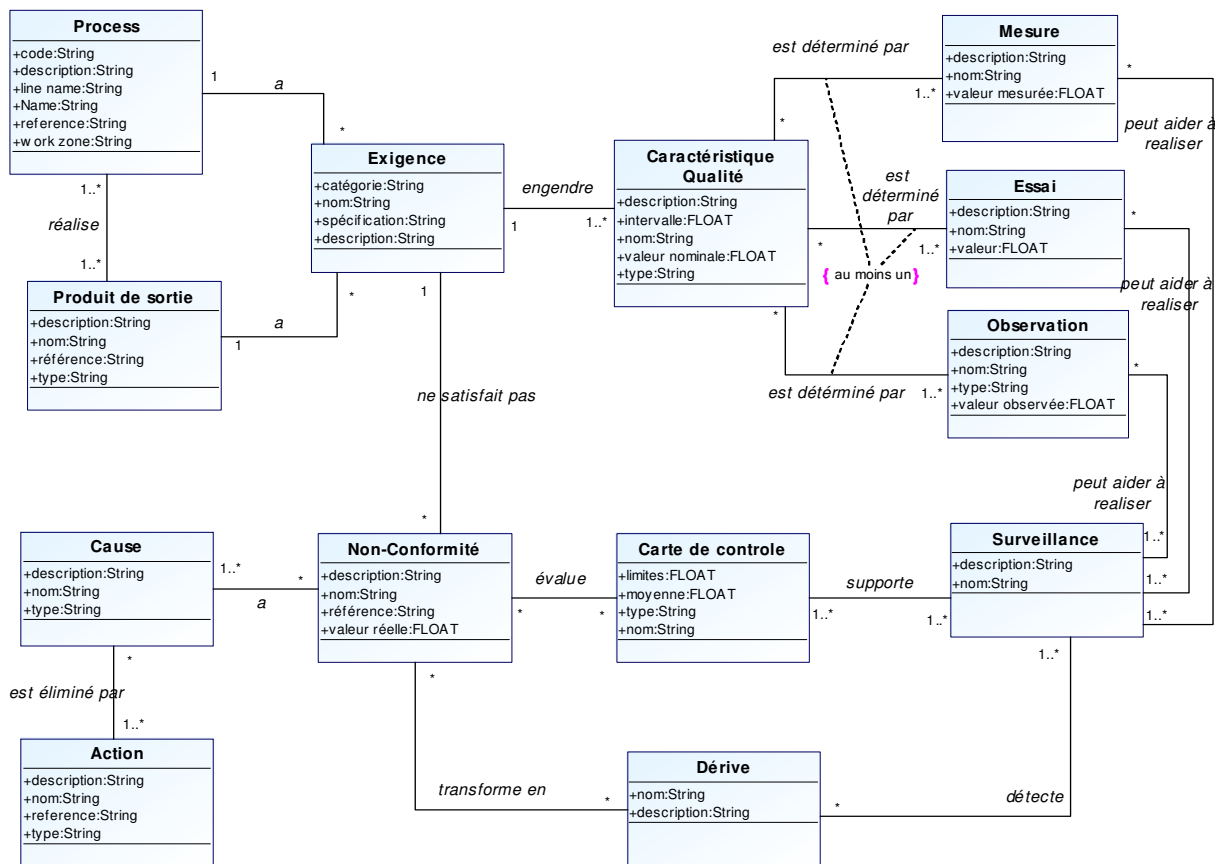 Process
+code:String
+description:String
+line name:String
+Name:String
+reference:String
+work zone:String
1
a
*
1..*
réalise
1..*
Produit de sortie
+description:String
+nom:String
+référence:String
+type:String
1
a
*
Exigence
+catégorie:String
+nom:String
+spécification:String
+description:String
1
engendre
1..*
1
ne satisfait pas
*
Caractéristique
Qualité
+description:String
+intervalle:FLOAT
+nom:String
+valeur nominale:FLOAT
+type:String
*
est déterminé par
1..*
Mesure
+description:String
+nom:String
+valeur mesurée:FLOAT
*
peut aider à
realiser
*
est
déterminé
par
1..*
Essai
+description:String
+nom:String
+valeur:FLOAT
*
peut aider à
realiser
{ au moins un }
*
est détérminé par
1..*
Observation
+description:String
+nom:String
+type:String
+valeur observée:FLOAT
*
peut aider à
realiser
1..*
1..*
1..*
Cause
+description:String
+nom:String
+type:String
1..*
a
*
Non-Conformité
+description:String
+nom:String
+référence:String
+valeur réelle:FLOAT
*
évalue
*
Carte de controle
+limites:FLOAT
+moyenne:FLOAT
+type:String
+nom:String
1..*
supporte
1..*
Surveillance
+description:String
+nom:String
1..*
*
est éliminé par
1..*
Action
+description:String
+nom:String
+reference:String
+type:String
*
transforme en
*
Dérive
+nom:String
+description:String
*
détecte